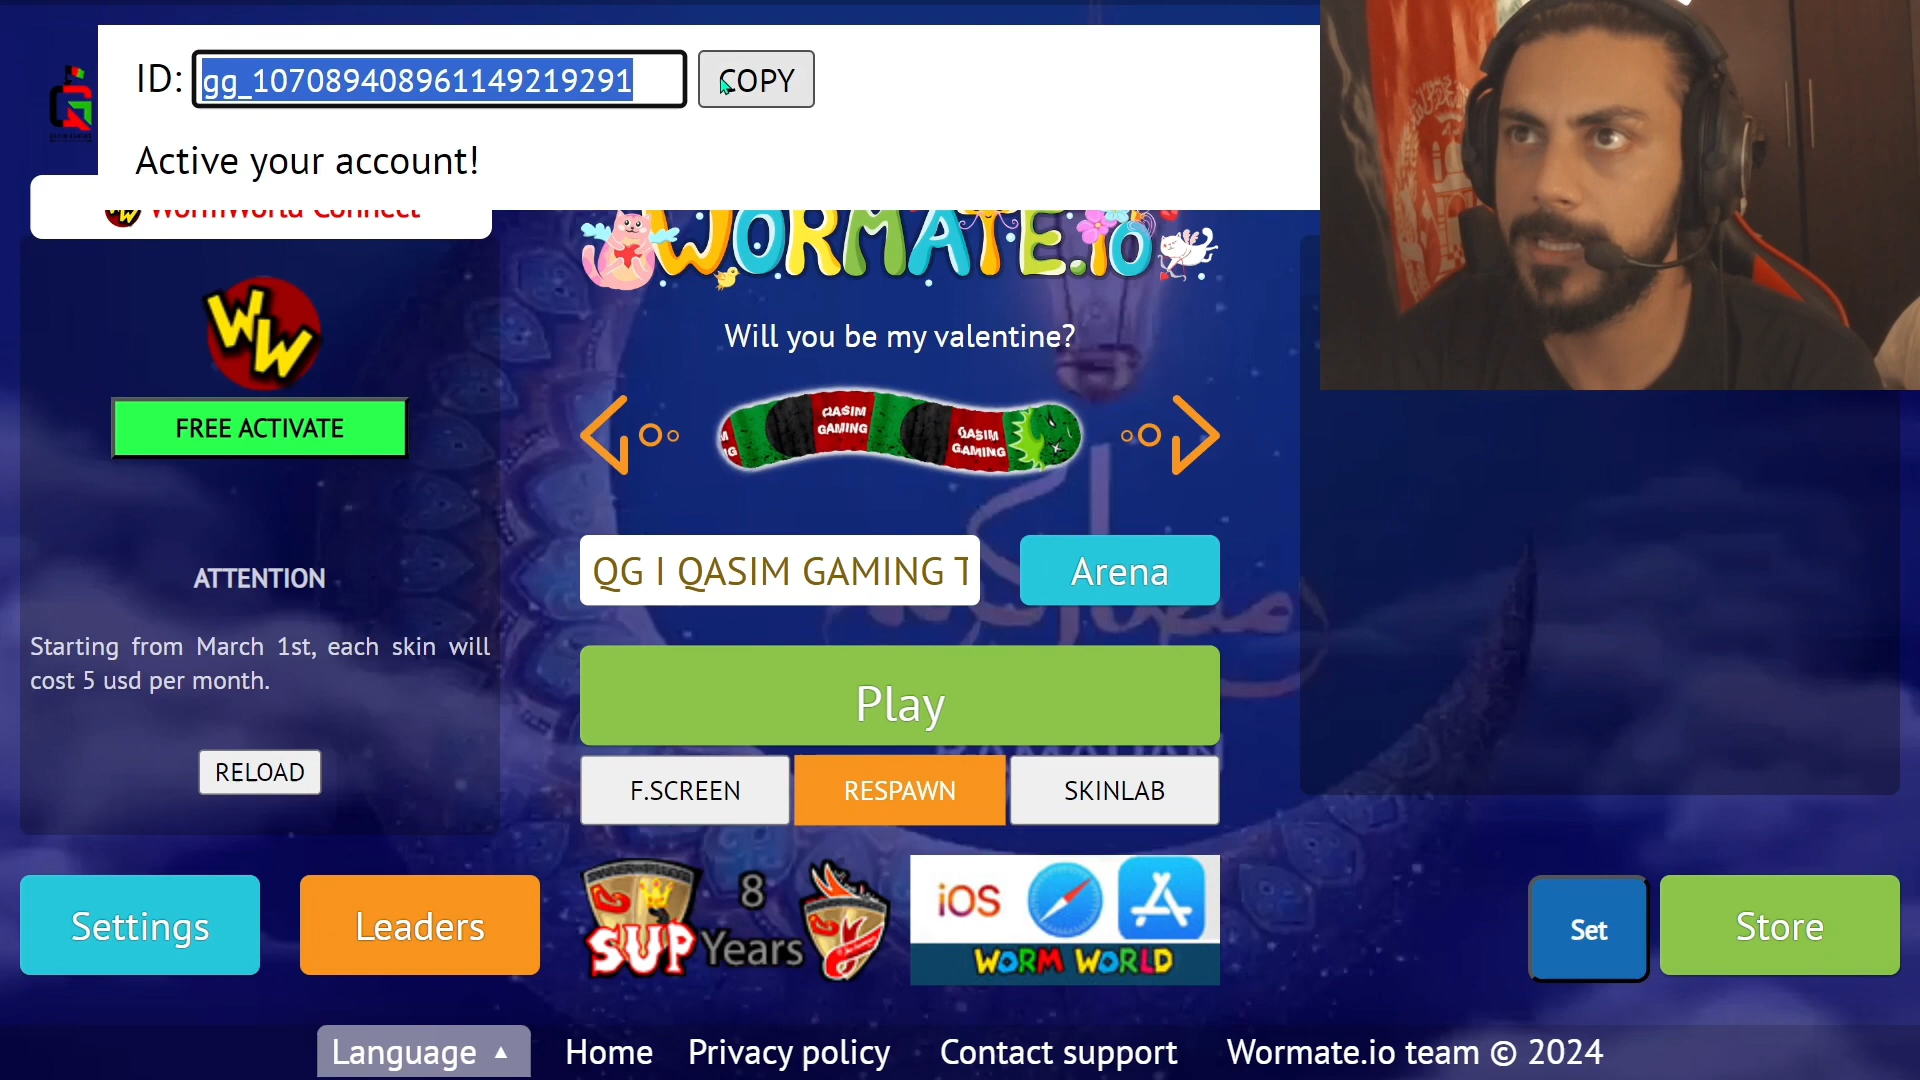 ID: gg_107089408961149219291 COPY
Active your account!
WormWorld Connect
WORMATE.io
Will you be my valentine?
WW
FREE ACTIVATE
QASIM GAMING
QASIM GAMING
ATTENTION
QG I QASIM GAMING T
Arena
Starting from March 1st, each skin will
cost 5 usd per month.
Play
RELOAD
F.SCREEN
RESPAWN
SKINLAB
SUP
8
Years
iOS
WORM WORLD
Settings
Leaders
Set
Store
Language ▲
Home
Privacy policy
Contact support
Wormate.io team © 2024